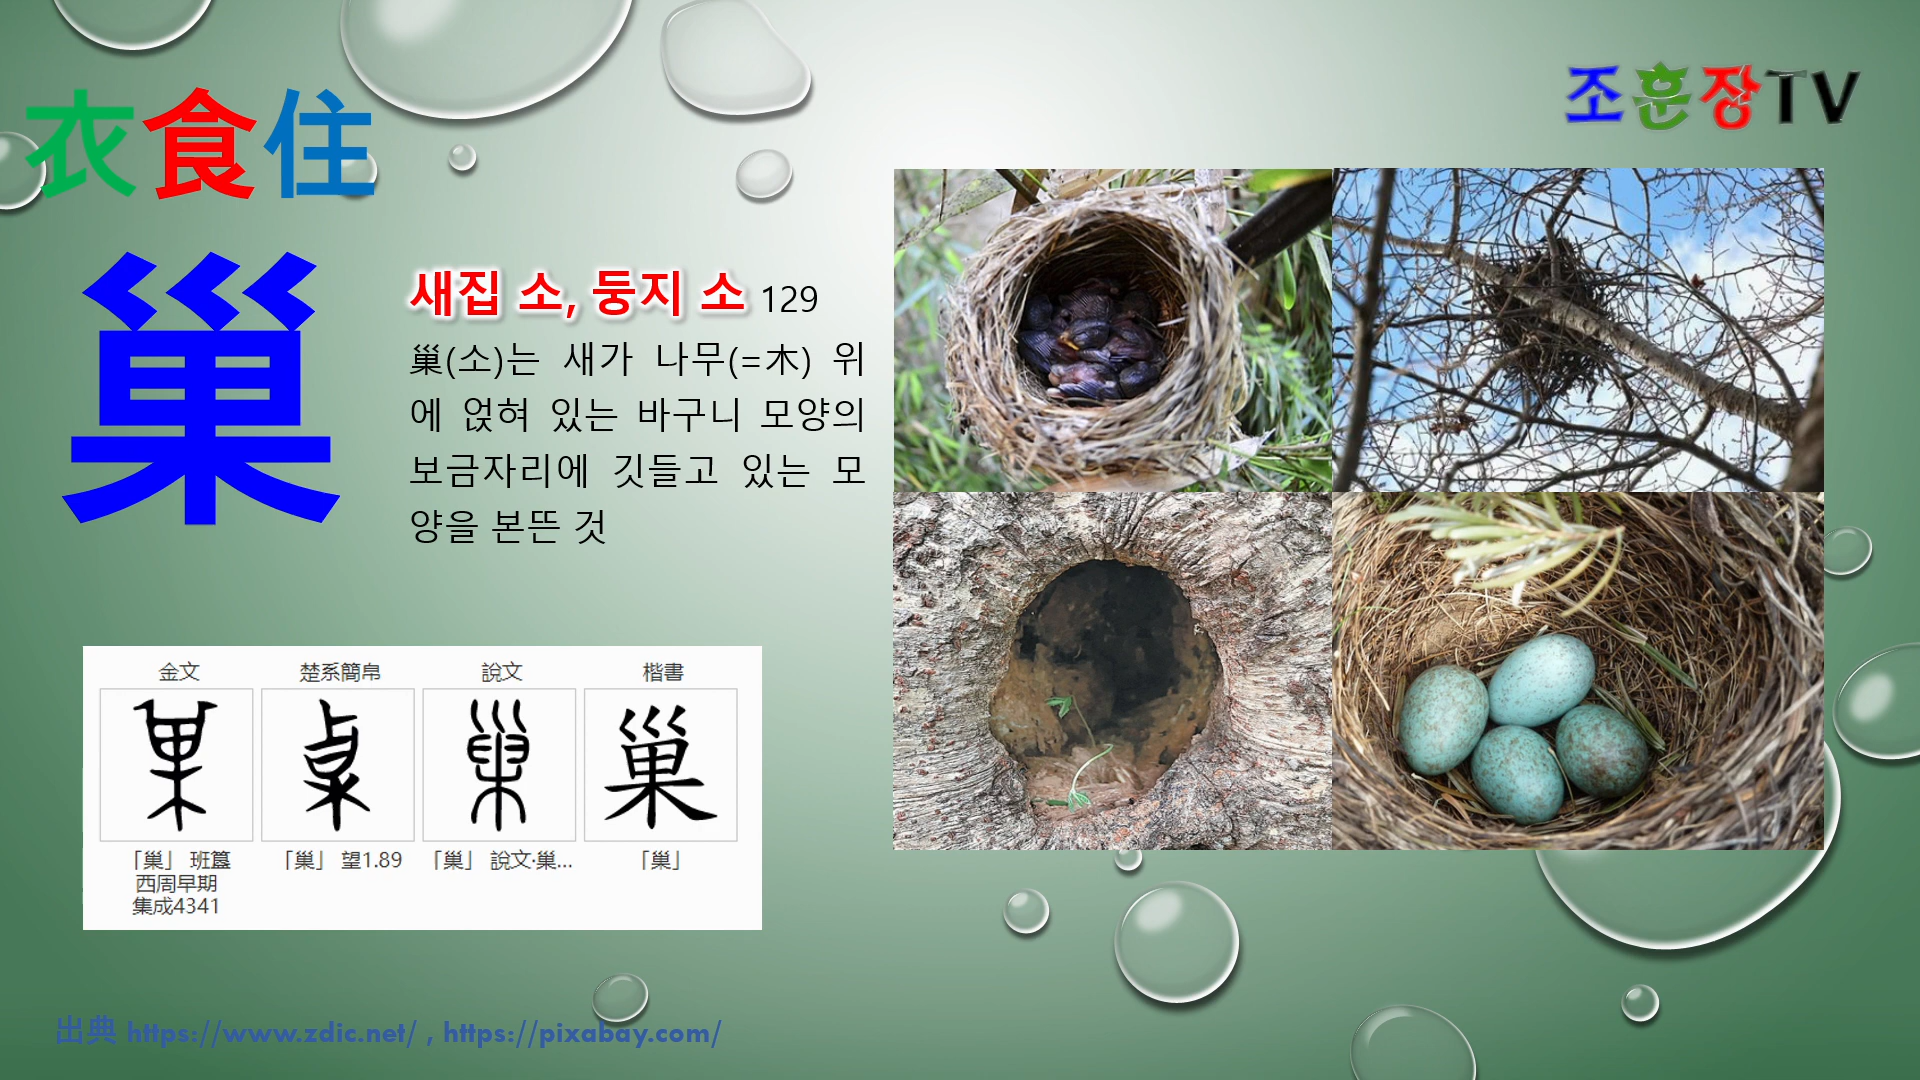 衣食住
조훈장TV
巢
새집 소, 둥지 소 129
巢(소)는 새가 나무(=木) 위
에 얹혀 있는 바구니 모양의
보금자리에 깃들고 있는 모
양을 본뜬 것
金文 楚系簡帛 說文 楷書
「巢」 班簋 「巢」 望1.89 「巢」 說文·巢... 「巢」
西周早期
集成4341
出典 https://www.zdic.net/ , https://pixabay.com/